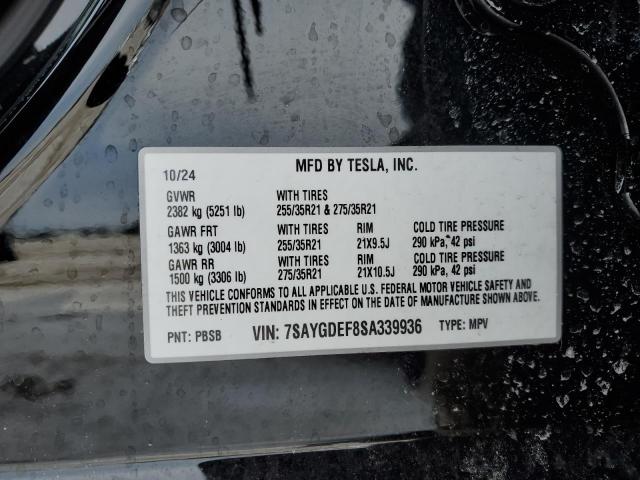 10/24 MFD BY TESLA, INC.
GVWR WITH TIRES
2382 kg (5251 lb) 255/35R21 & 275/35R21
GAWR FRT WITH TIRES RIM COLD TIRE PRESSURE
1363 kg (3004 lb) 255/35R21 21X9.5J 290 kPa, 42 psi
GAWR RR WITH TIRES RIM COLD TIRE PRESSURE
1500 kg (3306 lb) 275/35R21 21X10.5J 290 kPa, 42 psi
THIS VEHICLE CONFORMS TO ALL APPLICABLE U.S. FEDERAL MOTOR VEHICLE SAFETY AND
THEFT PREVENTION STANDARDS IN EFFECT ON THE DATE OF MANUFACTURE SHOWN ABOVE.
PNT: PBSB VIN: 7SAYGDEF8SA339936 TYPE: MPV